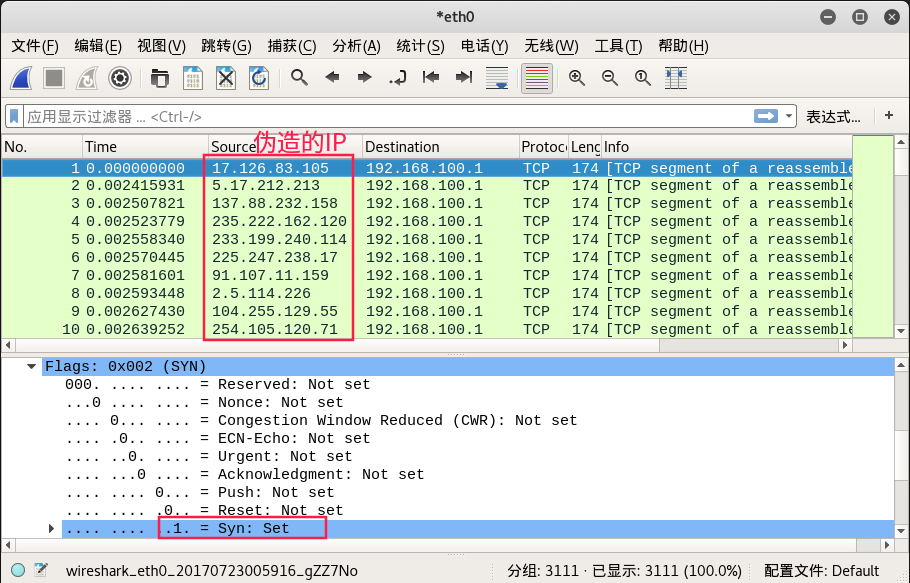 *eth0
文件(F) 编辑(E) 视图(V) 跳转(G) 捕获(C) 分析(A) 统计(S) 电话(Y) 无线(W) 工具(T) 帮助(H)
应用显示过滤器 ... <Ctrl-/> 表达式... +
伪造的IP
No. Time Source Destination Protoco Leng Info
1 0.000000000 17.126.83.105 192.168.100.1 TCP 174 [TCP segment of a reassemble
2 0.002415931 5.17.212.213 192.168.100.1 TCP 174 [TCP segment of a reassemble
3 0.002507821 137.88.232.158 192.168.100.1 TCP 174 [TCP segment of a reassemble
4 0.002523779 235.222.162.120 192.168.100.1 TCP 174 [TCP segment of a reassemble
5 0.002558340 233.199.240.114 192.168.100.1 TCP 174 [TCP segment of a reassemble
6 0.002570445 225.247.238.17 192.168.100.1 TCP 174 [TCP segment of a reassemble
7 0.002581601 91.107.11.159 192.168.100.1 TCP 174 [TCP segment of a reassemble
8 0.002593448 2.5.114.226 192.168.100.1 TCP 174 [TCP segment of a reassemble
9 0.002627430 104.255.129.55 192.168.100.1 TCP 174 [TCP segment of a reassemble
10 0.002639252 254.105.120.71 192.168.100.1 TCP 174 [TCP segment of a reassemble
Flags: 0x002 (SYN)
000. .... .... = Reserved: Not set
...0 .... .... = Nonce: Not set
.... 0... .... = Congestion Window Reduced (CWR): Not set
.... .0.. .... = ECN-Echo: Not set
.... ..0. .... = Urgent: Not set
.... ...0 .... = Acknowledgment: Not set
.... .... 0... = Push: Not set
.... .... .0.. = Reset: Not set
.... .... ..1. = Syn: Set
wireshark_eth0_20170723005916_gZZ7No 分组: 3111 · 已显示: 3111 (100.0%) 配置文件: Default